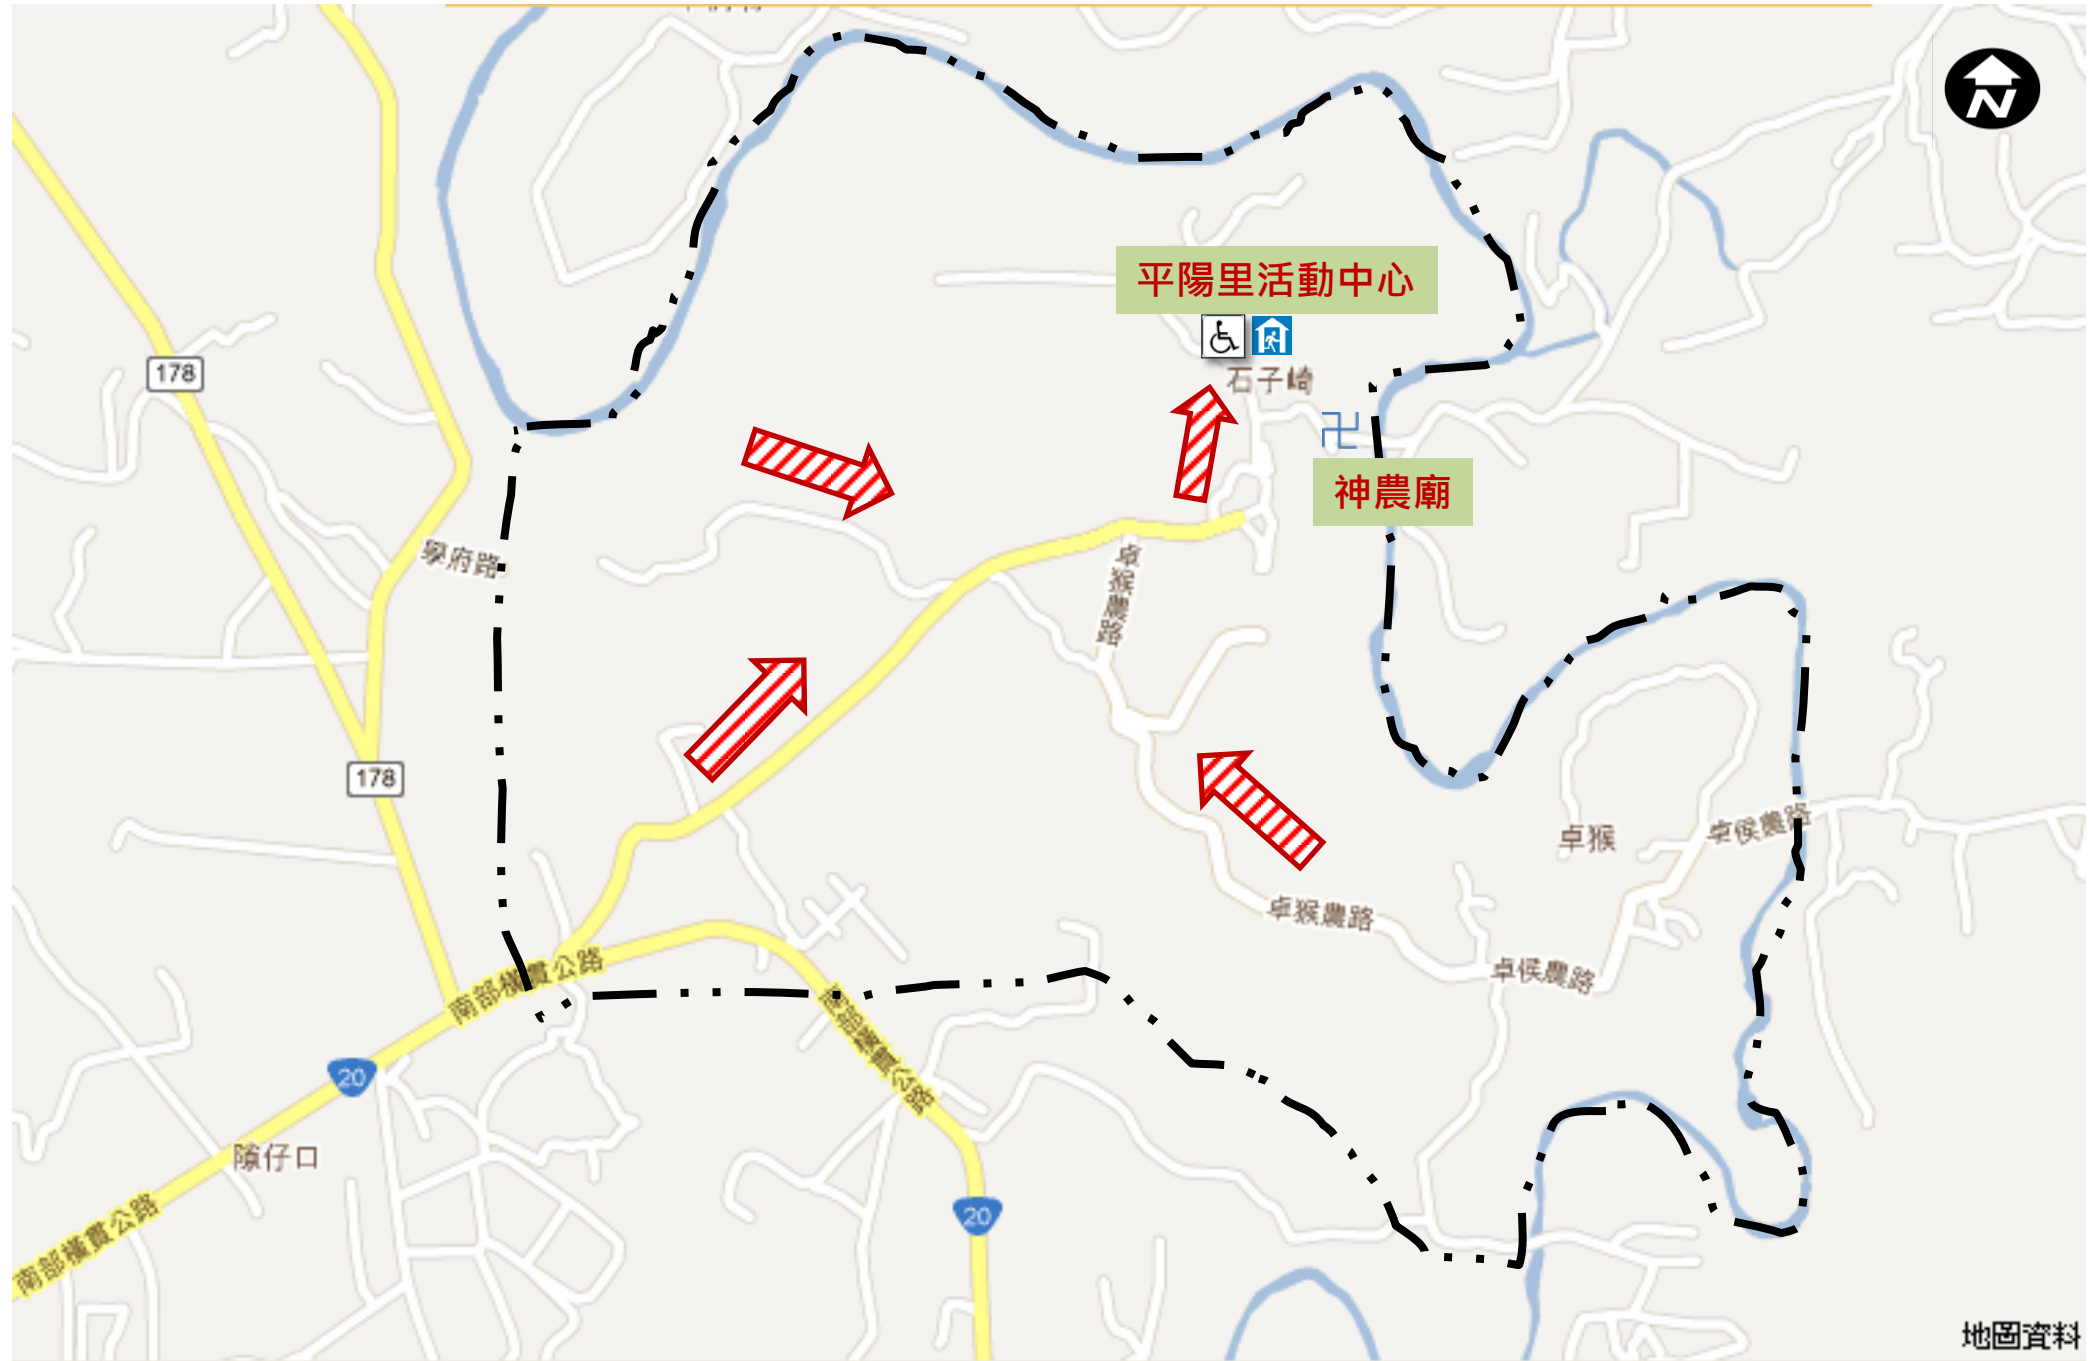 N
平陽里活動中心
178
石子崎
神農廟
學府路
卓猴農路
178
卓猴
卓侯農路
卓猴農路
卓侯農路
南部橫貫公路
南部橫貫公路
20
隙仔口
20
南部橫貫公路
地圖資料